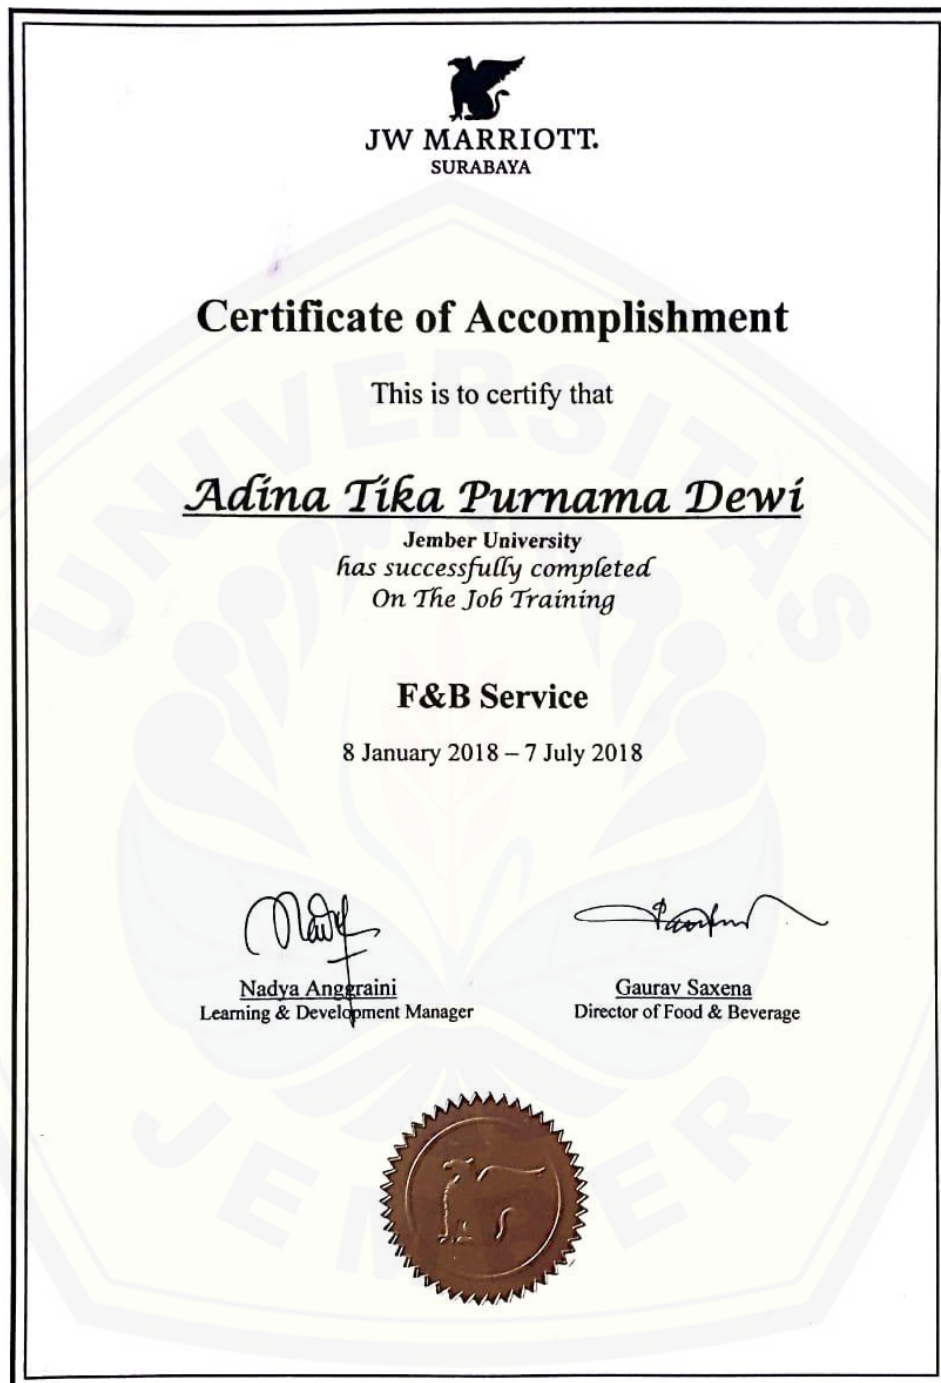 JW MARRIOTT.
SURABAYA
Certificate of Accomplishment
This is to certify that
Adina Tika Purnama Dewi
Jember University
has successfully completed
On The Job Training
F&B Service
8 January 2018 – 7 July 2018
Nadya Anggraini
Learning & Development Manager
Gaurav Saxena
Director of Food & Beverage
UNIVERSITAS
JEMBER